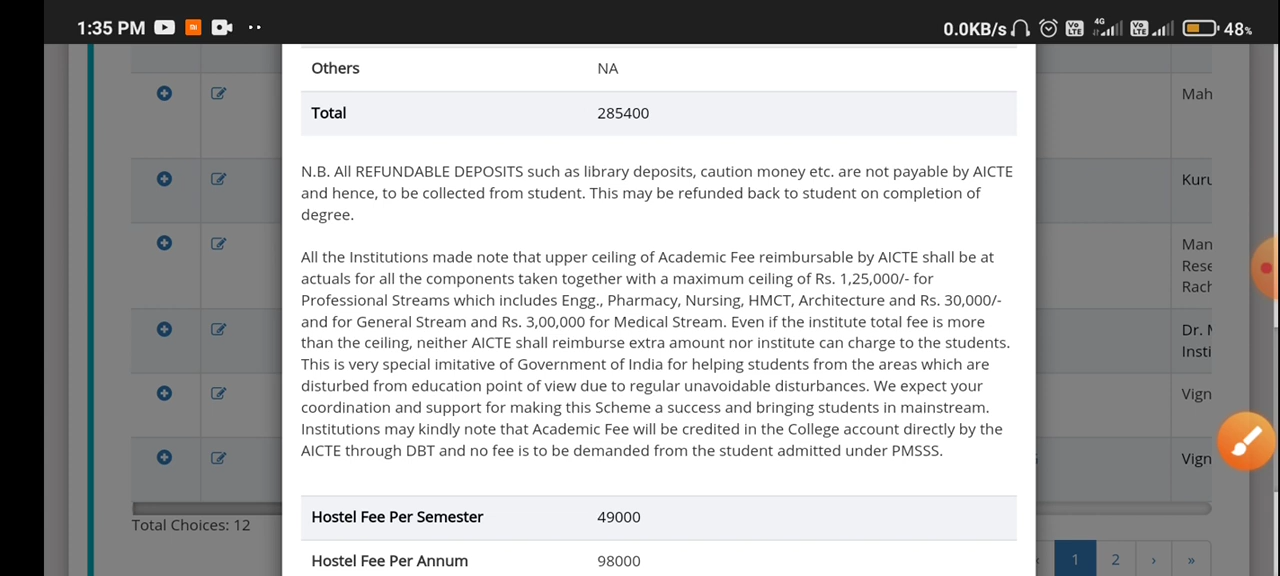 1:35 PM
0.0KB/s 4G 48%
Others NA
Total 285400
Mah
N.B. All REFUNDABLE DEPOSITS such as library deposits, caution money etc. are not payable by AICTE
and hence, to be collected from student. This may be refunded back to student on completion of
degree.
Kuru
All the Institutions made note that upper ceiling of Academic Fee reimbursable by AICTE shall be at
actuals for all the components taken together with a maximum ceiling of Rs. 1,25,000/- for
Professional Streams which includes Engg., Pharmacy, Nursing, HMCT, Architecture and Rs. 30,000/-
and for General Stream and Rs. 3,00,000 for Medical Stream. Even if the institute total fee is more
than the ceiling, neither AICTE shall reimburse extra amount nor institute can charge to the students.
This is very special imitative of Government of India for helping students from the areas which are
disturbed from education point of view due to regular unavoidable disturbances. We expect your
coordination and support for making this Scheme a success and bringing students in mainstream.
Institutions may kindly note that Academic Fee will be credited in the College account directly by the
AICTE through DBT and no fee is to be demanded from the student admitted under PMSSS.
Man
Rese
Rach
Dr.
Insti
Vign
Vign
Hostel Fee Per Semester 49000
Total Choices: 12
Hostel Fee Per Annum 98000
1 2 › »